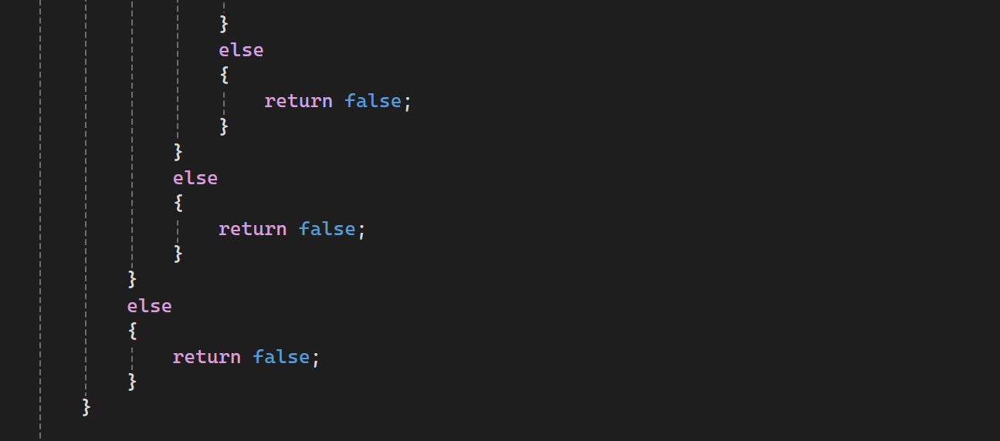 }
else
{
return false;
}
}
else
{
return false;
}
}
else
{
return false;
}
}